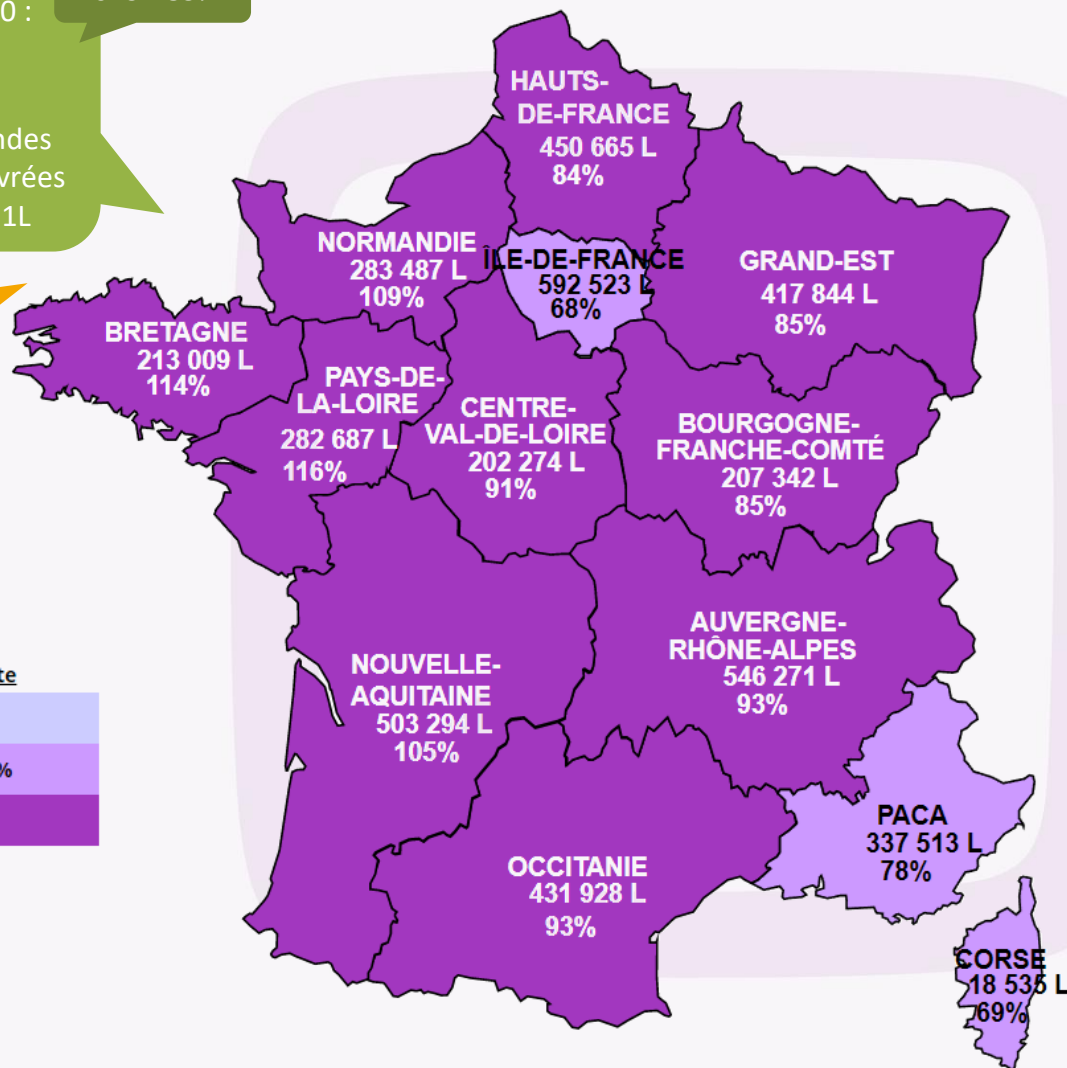 0 :
1L
HAUTS-
DE-FRANCE
450 665 L
84%
NORMANDIE
283 487 L
109%
ÎLE-DE-FRANCE
592 523 L
68%
GRAND-EST
417 844 L
85%
BRETAGNE
213 009 L
114%
PAYS-DE-
LA-LOIRE
282 687 L
116%
CENTRE-
VAL-DE-LOIRE
202 274 L
91%
BOURGOGNE-
FRANCHE-COMTÉ
207 342 L
85%
AUVERGNE-
RHÔNE-ALPES
546 271 L
93%
NOUVELLE-
AQUITAINE
503 294 L
105%
%
PACA
337 513 L
78%
OCCITANIE
431 928 L
93%
CORSE
18 535 L
69%